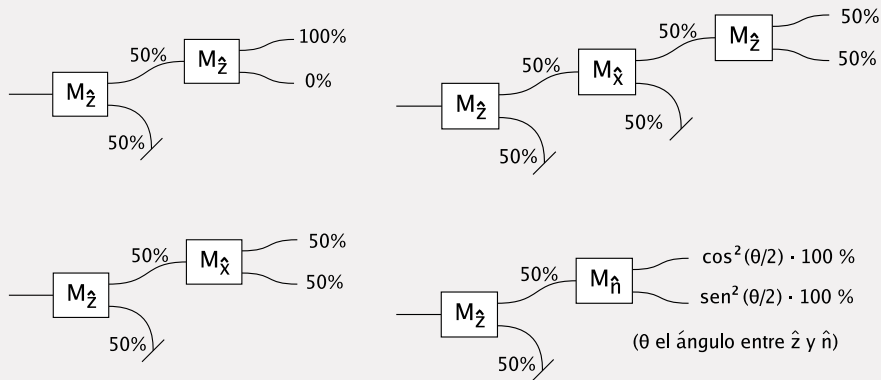 M_ẑ
50%
50%
M_ẑ
100%
0%
M_ẑ
50%
50%
M_x̂
50%
50%
M_ẑ
50%
50%
M_ẑ
50%
50%
M_x̂
50%
50%
M_ẑ
50%
50%
M_n̂
cos²(θ/2) · 100 %
sen²(θ/2) · 100 %
(θ el ángulo entre ẑ y n̂)